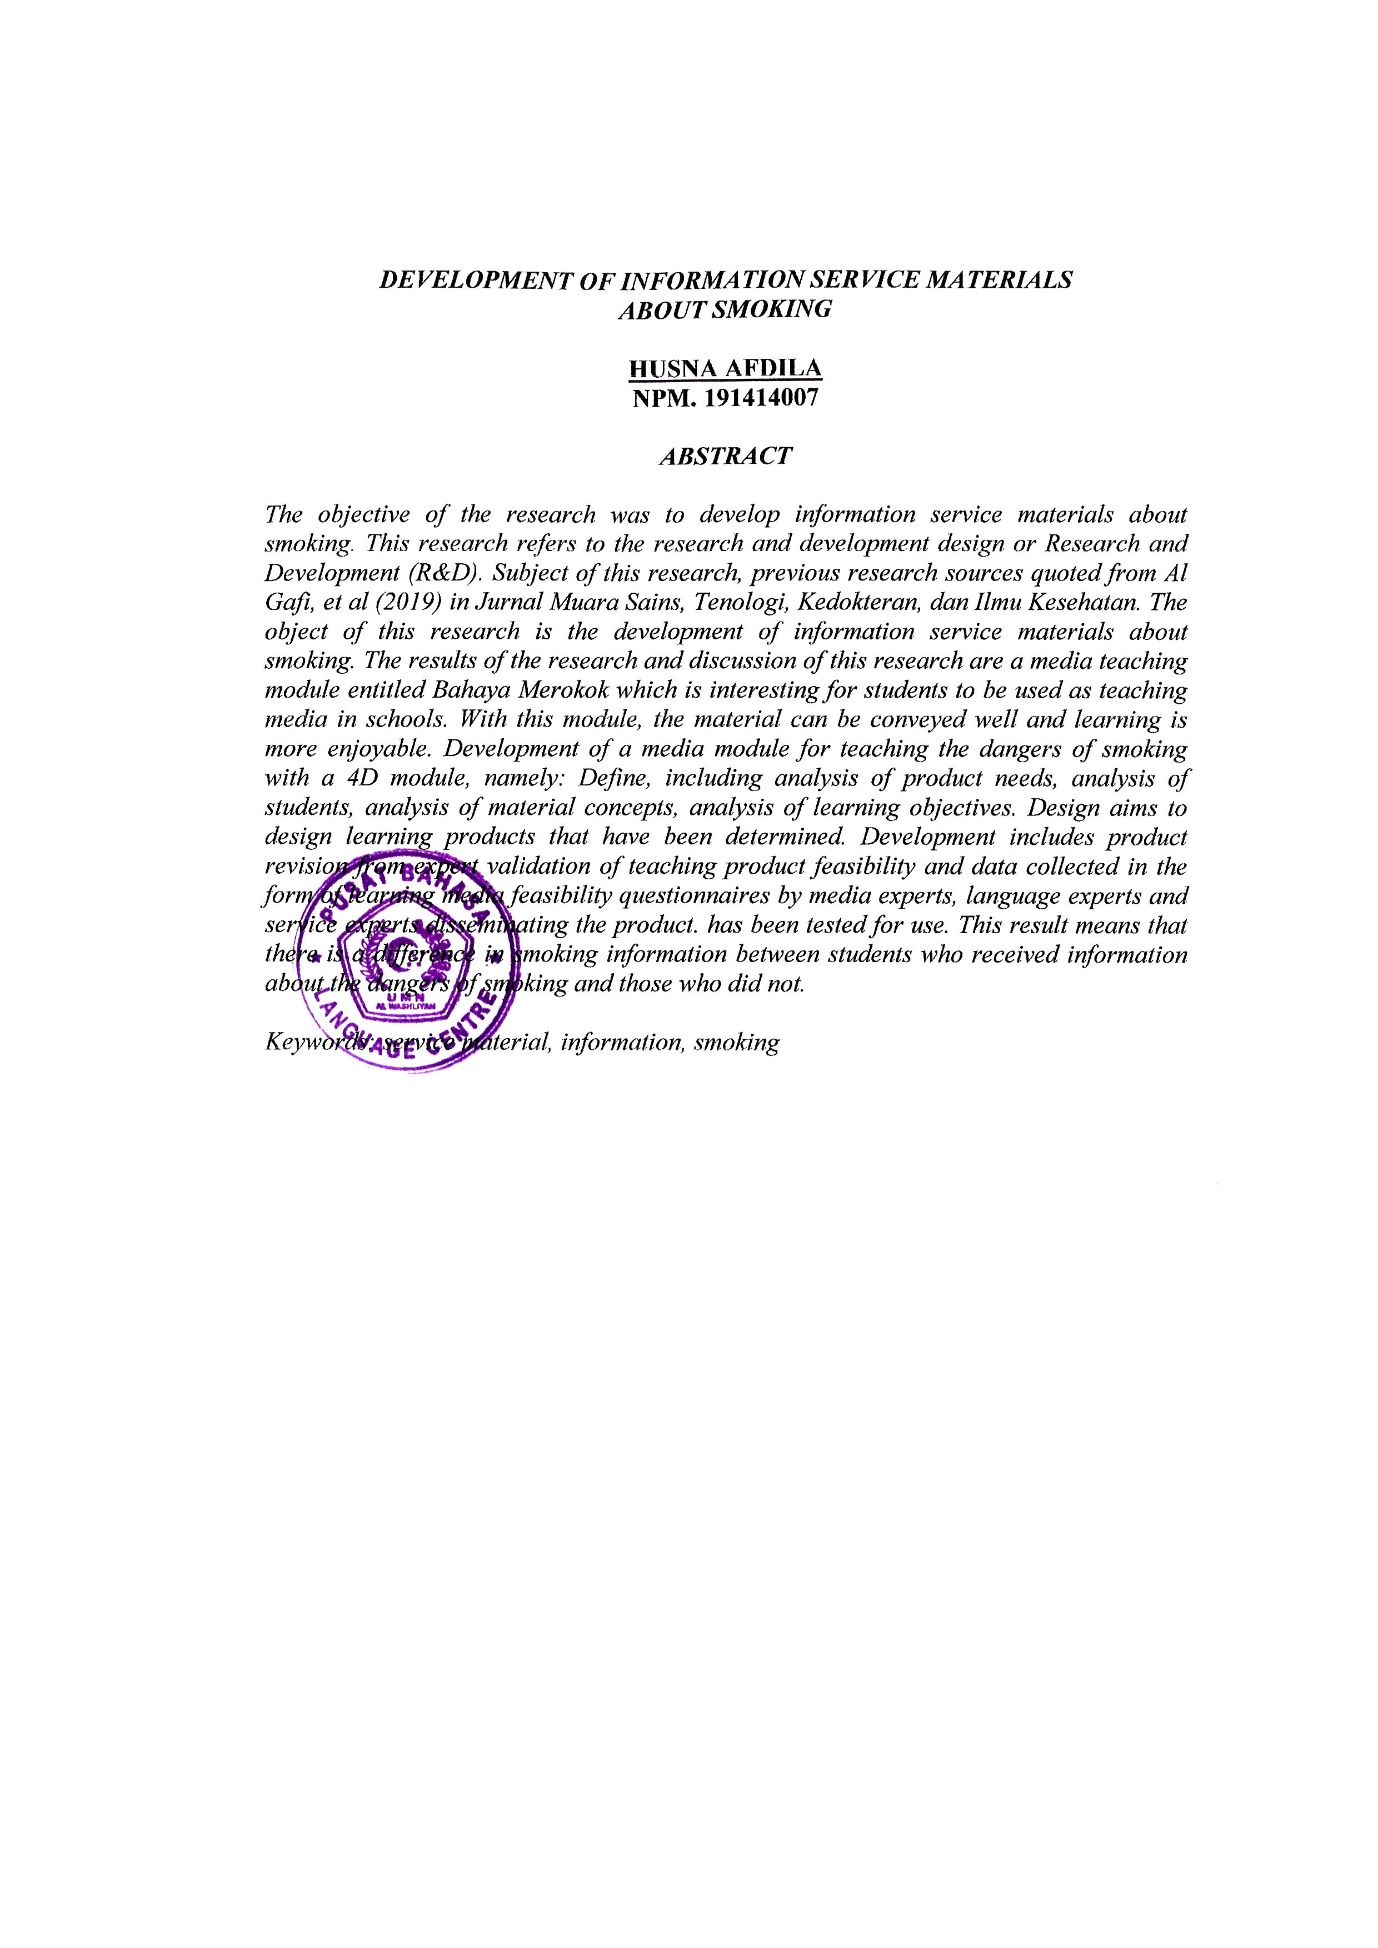 DEVELOPMENT OF INFORMATION SERVICE MATERIALS
ABOUT SMOKING
HUSNA AFDILA
NPM. 191414007
ABSTRACT
The objective of the research was to develop information service materials about
smoking. This research refers to the research and development design or Research and
Development (R&D). Subject of this research, previous research sources quoted from Al
Gafi, et al (2019) in Jurnal Muara Sains, Tenologi, Kedokteran, dan Ilmu Kesehatan. The
object of this research is the development of information service materials about
smoking. The results of the research and discussion of this research are a media teaching
module entitled Bahaya Merokok which is interesting for students to be used as teaching
media in schools. With this module, the material can be conveyed well and learning is
more enjoyable. Development of a media module for teaching the dangers of smoking
with a 4D module, namely: Define, including analysis of product needs, analysis of
students, analysis of material concepts, analysis of learning objectives. Design aims to
design learning products that have been determined. Development includes product
revision from expert validation of teaching product feasibility and data collected in the
form of learning media feasibility questionnaires by media experts, language experts and
service experts disseminating the product. has been tested for use. This result means that
there is a difference in smoking information between students who received information
about the dangers of smoking and those who did not.
Keywords: service material, information, smoking
PUSAT BAHASA
UMN
AL WASHLIYAH
LANGUAGE CENTRE